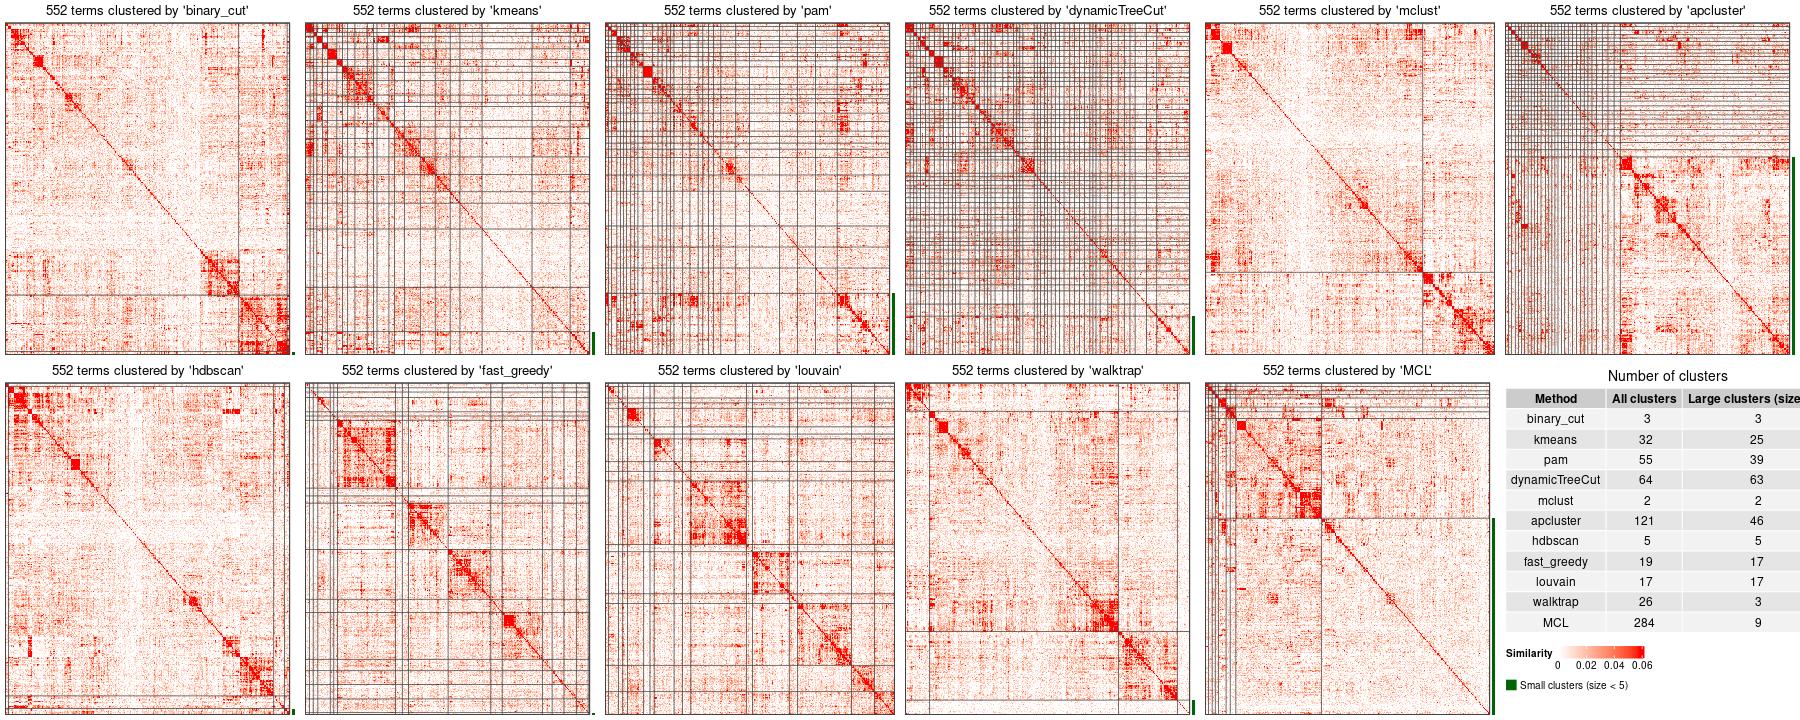 552 terms clustered by 'binary_cut'
552 terms clustered by 'kmeans'
552 terms clustered by 'pam'
552 terms clustered by 'dynamicTreeCut'
552 terms clustered by 'mclust'
552 terms clustered by 'apcluster'
552 terms clustered by 'hdbscan'
552 terms clustered by 'fast_greedy'
552 terms clustered by 'louvain'
552 terms clustered by 'walktrap'
552 terms clustered by 'MCL'
Number of clusters
Method All clusters Large clusters (size
binary_cut 3 3
kmeans 32 25
pam 55 39
dynamicTreeCut 64 63
mclust 2 2
apcluster 121 46
hdbscan 5 5
fast_greedy 19 17
louvain 17 17
walktrap 26 3
MCL 284 9
Similarity
0 0.02 0.04 0.06
Small clusters (size < 5)